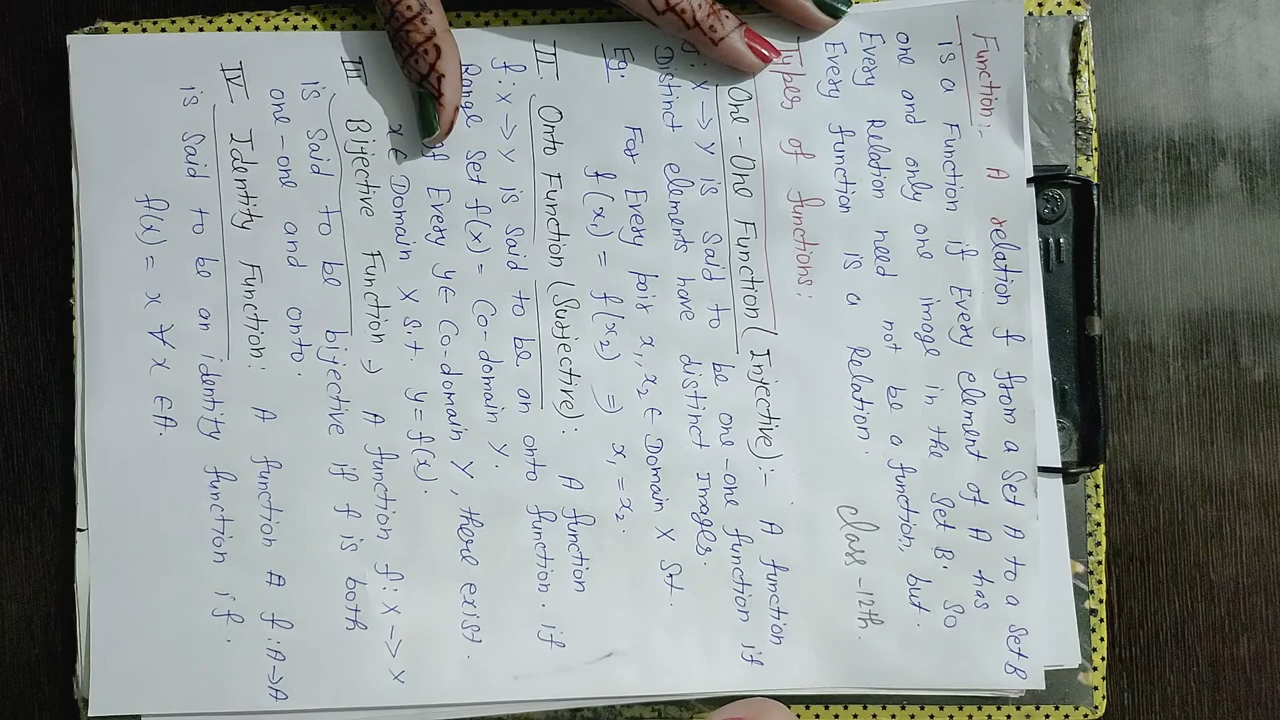 Function:- A relation f from a Set A to a Set B
is a Function if Every element of A has
one and only one image in the Set B. So
Every Relation need not be a function, but.
Every function is a Relation.
Class -12th.
Types of functions:
One-One Function (Injective):- A function
f: X → Y is Said to be one-one function if
Distinct elements have distinct Images.
Eg: For Every pair x1, x2 ∈ Domain X St.
f(x1) = f(x2) ⇒ x1 = x2.
II. Onto Function (Surjective): A function
f: X → Y is Said to be an onto function. if
Range Set f(x) = Co-domain Y.
if Every y ∈ Co-domain Y, there exist.
x ∈ Domain X s.t. y = f(x).
III Bijective Function ⇒ A function f: X → Y
is Said to be bijective if f is both
one-one and onto.
IV Identity Function: A function A f: A→A
is Said to be an identity function if.
f(x) = x ∀ x ∈ A.